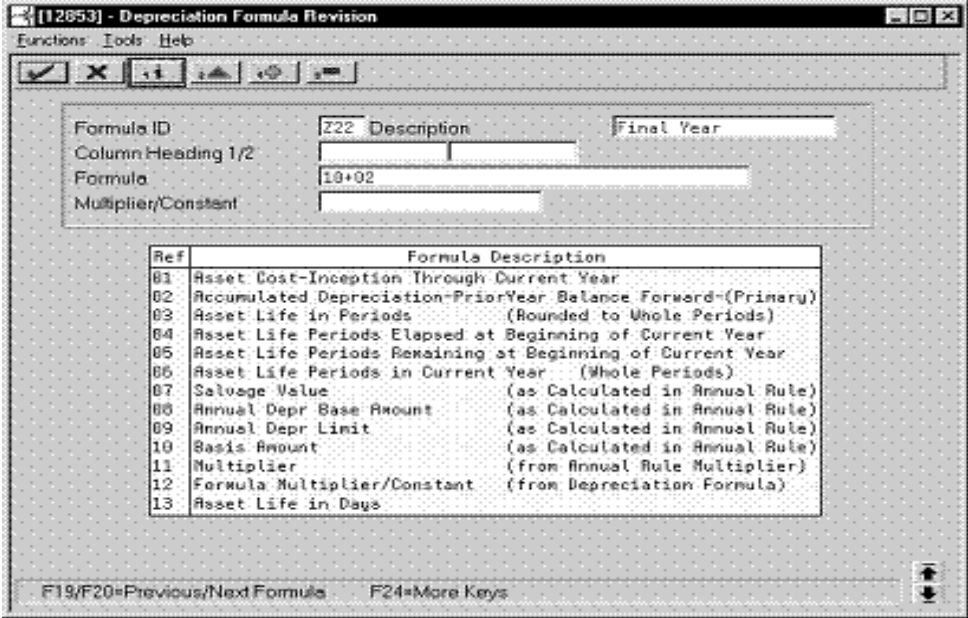 [12853] - Depreciation Formula Revision
Functions Tools Help
Formula ID Z22 Description Final Year
Column Heading 1/2
Formula 10+02
Multiplier/Constant
Ref Formula Description
01 Asset Cost-Inception Through Current Year
02 Accumulated Depreciation-PriorYear Balance Forward-(Primary)
03 Asset Life in Periods (Rounded to Whole Periods)
04 Asset Life Periods Elapsed at Beginning of Current Year
05 Asset Life Periods Remaining at Beginning of Current Year
06 Asset Life Periods in Current Year (Whole Periods)
07 Salvage Value (as Calculated in Annual Rule)
08 Annual Depr Base Amount (as Calculated in Annual Rule)
09 Annual Depr Limit (as Calculated in Annual Rule)
10 Basis Amount (as Calculated in Annual Rule)
11 Multiplier (from Annual Rule Multiplier)
12 Formula Multiplier/Constant (from Depreciation Formula)
13 Asset Life in Days
F19/F20=Previous/Next Formula F24=More Keys